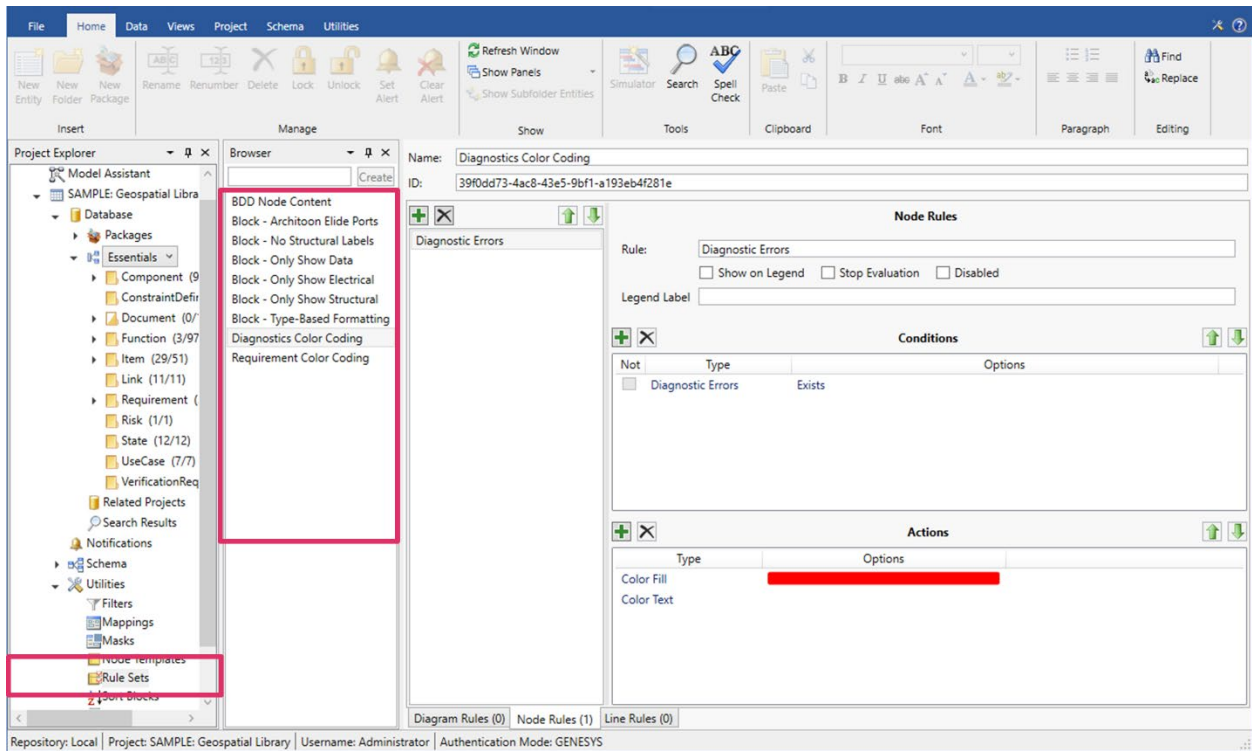 File Home Data Views Project Schema Utilities
New Entity
New Folder
New Package
Insert
Rename Renumber Delete Lock Unlock Set Alert Clear Alert
Manage
Refresh Window
Show Panels
Show Subfolder Entities
Show
Simulator Search Spell Check
Tools
Paste
Clipboard
B I U abc A A A ab
Font
Paragraph
Find
Replace
Editing
Project Explorer
Model Assistant
SAMPLE: Geospatial Libra
Database
Packages
Essentials
Component (9
ConstraintDefir
Document (0/
Function (3/97
Item (29/51)
Link (11/11)
Requirement (
Risk (1/1)
State (12/12)
UseCase (7/7)
VerificationReq
Related Projects
Search Results
Notifications
Schema
Utilities
Filters
Mappings
Masks
Node Templates
Rule Sets
Sort Blocks
Browser
Create
BDD Node Content
Block - Architoon Elide Ports
Block - No Structural Labels
Block - Only Show Data
Block - Only Show Electrical
Block - Only Show Structural
Block - Type-Based Formatting
Diagnostics Color Coding
Requirement Color Coding
Name: Diagnostics Color Coding
ID: 39f0dd73-4ac8-43e5-9bf1-a193eb4f281e
Diagnostic Errors
Node Rules
Rule: Diagnostic Errors
Show on Legend Stop Evaluation Disabled
Legend Label
Conditions
Not Type Options
Diagnostic Errors Exists
Actions
Type Options
Color Fill
Color Text
Diagram Rules (0) Node Rules (1) Line Rules (0)
Repository: Local Project: SAMPLE: Geospatial Library Username: Administrator Authentication Mode: GENESYS